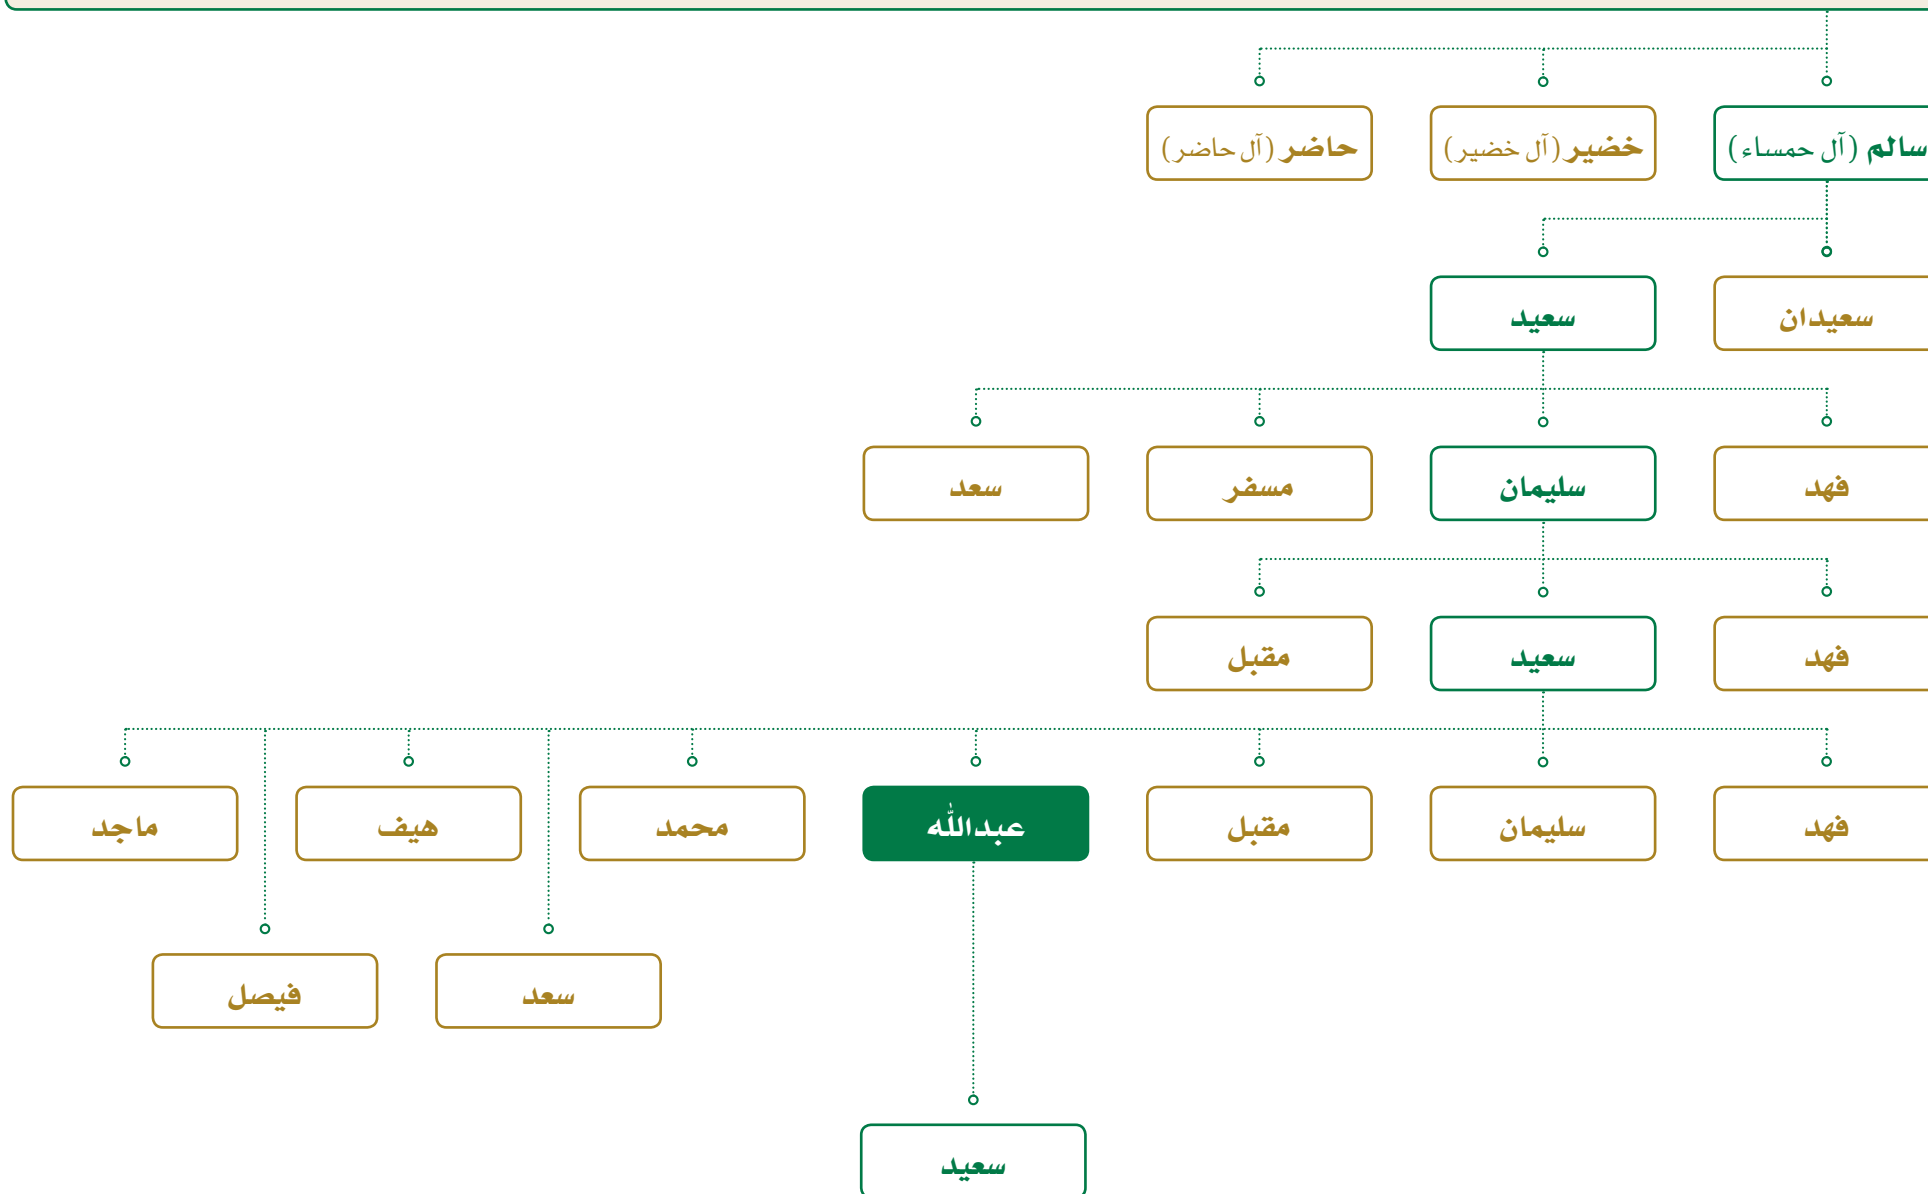 سالم (آل حمساء)
خضير (آل خضير)
حاضر (آل حاضر)
سعيدان
سعيد
فهد
سليمان
مسفر
سعد
فهد
سعيد
مقبل
فهد
سليمان
مقبل
عبدالله
محمد
هيف
ماجد
سعد
فيصل
سعيد